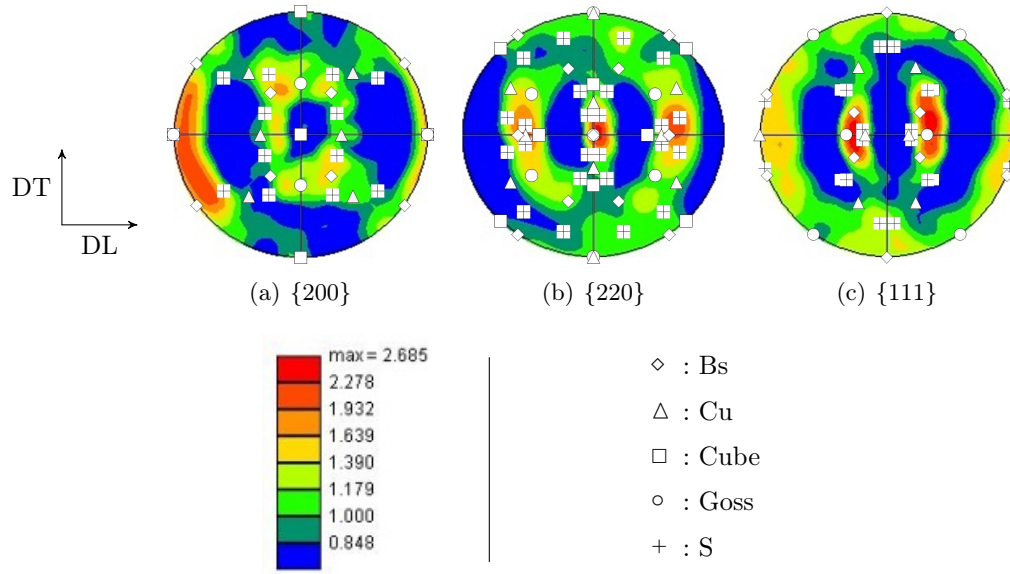 DT
DL
(a) {200}
(b) {220}
(c) {111}
max = 2.685
2.278
1.932
1.639
1.390
1.179
1.000
0.848
: Bs
: Cu
: Cube
: Goss
: S